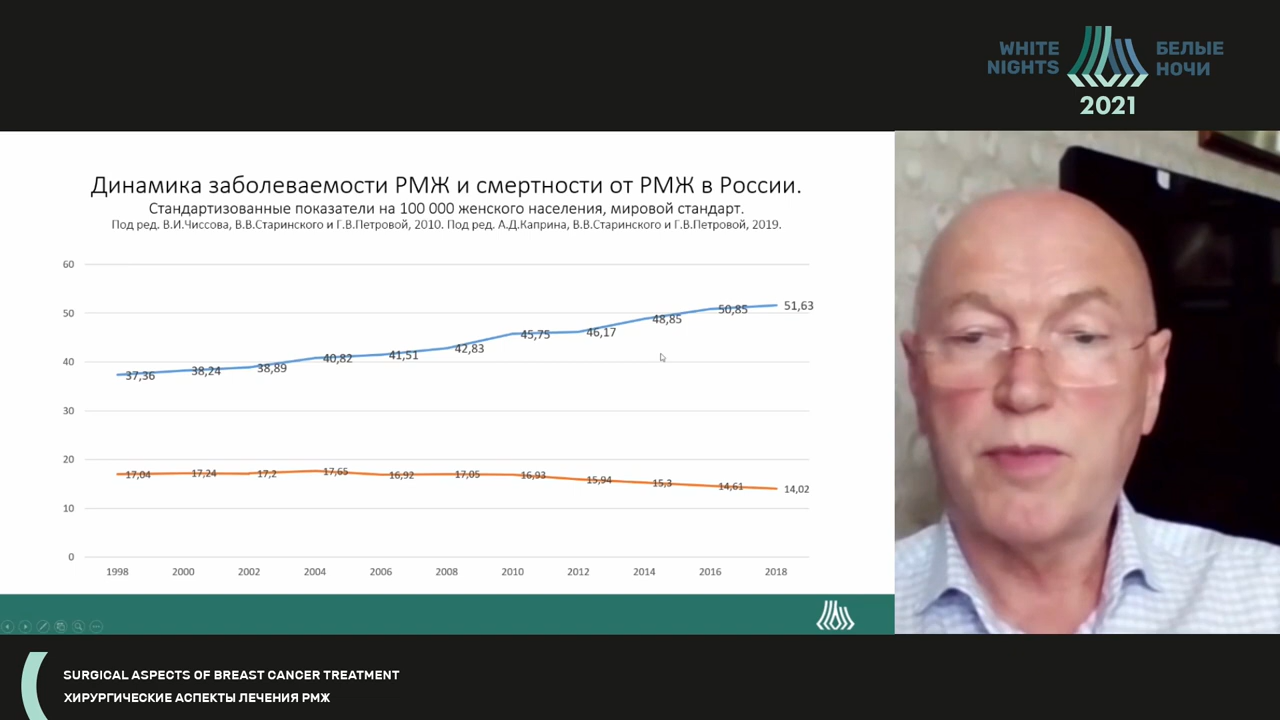 WHITE
NIGHTS
БЕЛЫЕ
НОЧИ
2021
Динамика заболеваемости РМЖ и смертности от РМЖ в России.
Стандартизованные показатели на 100 000 женского населения, мировой стандарт.
Под ред. В.И.Чиссова, В.В.Старинского и Г.В.Петровой, 2010. Под ред. А.Д.Каприна, В.В.Старинского и Г.В.Петровой, 2019.
60
50
40
30
20
10
0
37,36 38,24 38,89 40,82 41,51 42,83 45,75 46,17 48,85 50,85 51,63
17,04 17,24 17,2 17,65 16,92 17,05 16,93 15,94 15,3 14,61 14,02
1998 2000 2002 2004 2006 2008 2010 2012 2014 2016 2018
SURGICAL ASPECTS OF BREAST CANCER TREATMENT
ХИРУРГИЧЕСКИЕ АСПЕКТЫ ЛЕЧЕНИЯ РМЖ